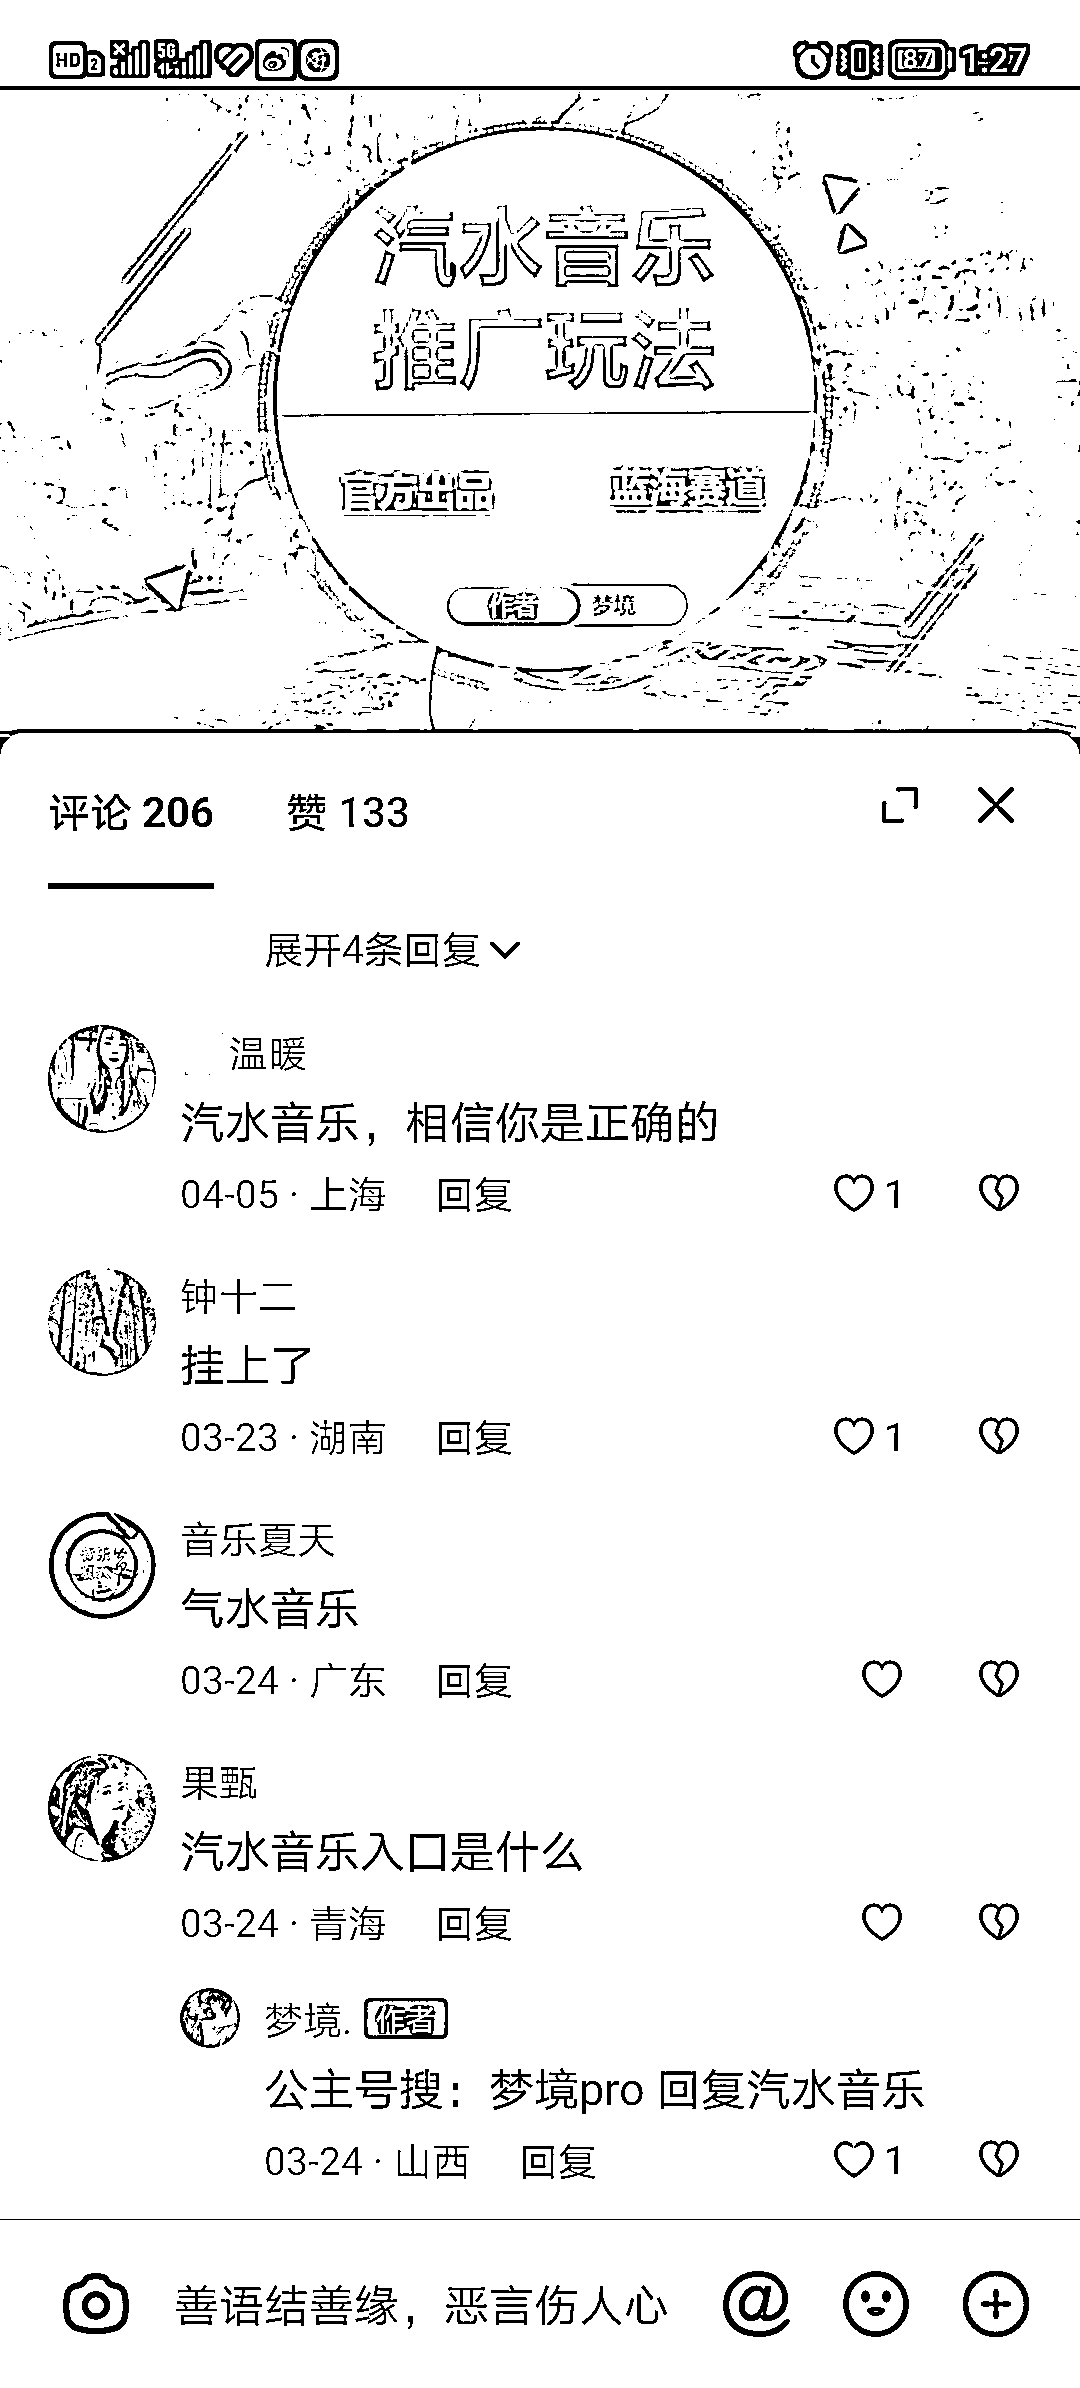 HD 2 5G 87 1:27
汽水音乐
推广玩法
官方出品 蓝海赛道
作者 梦境
评论 206 赞 133
展开4条回复
温暖
汽水音乐，相信你是正确的
04-05 · 上海 回复 1
钟十二
挂上了
03-23 · 湖南 回复 1
音乐夏天
气水音乐
03-24 · 广东 回复
果甄
汽水音乐入口是什么
03-24 · 青海 回复
梦境. 作者
公主号搜：梦境pro 回复汽水音乐
03-24 · 山西 回复 1
善语结善缘，恶言伤人心 @